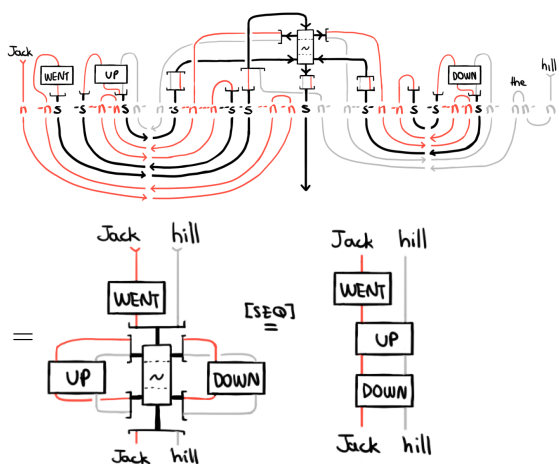 Jack
WENT UP ~ DOWN the hill
n -n s -s -n -n s -n -n s -n -n -s s -n -n s -n -n s -n -n s -s -n -n s -n n -n n
Jack hill Jack hill
WENT WENT
= UP ~ DOWN [SEQ] = UP
DOWN
Jack hill Jack hill